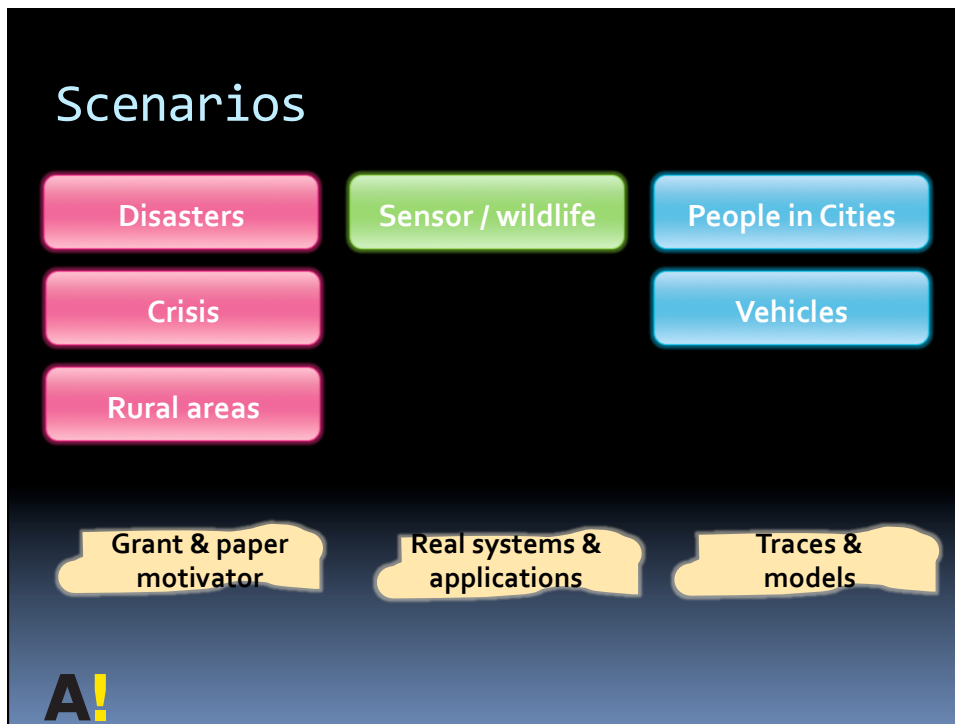 Scenarios
Disasters
Sensor / wildlife
People in Cities
Crisis
Vehicles
Rural areas
Grant & paper
motivator
Real systems &
applications
Traces &
models
A!